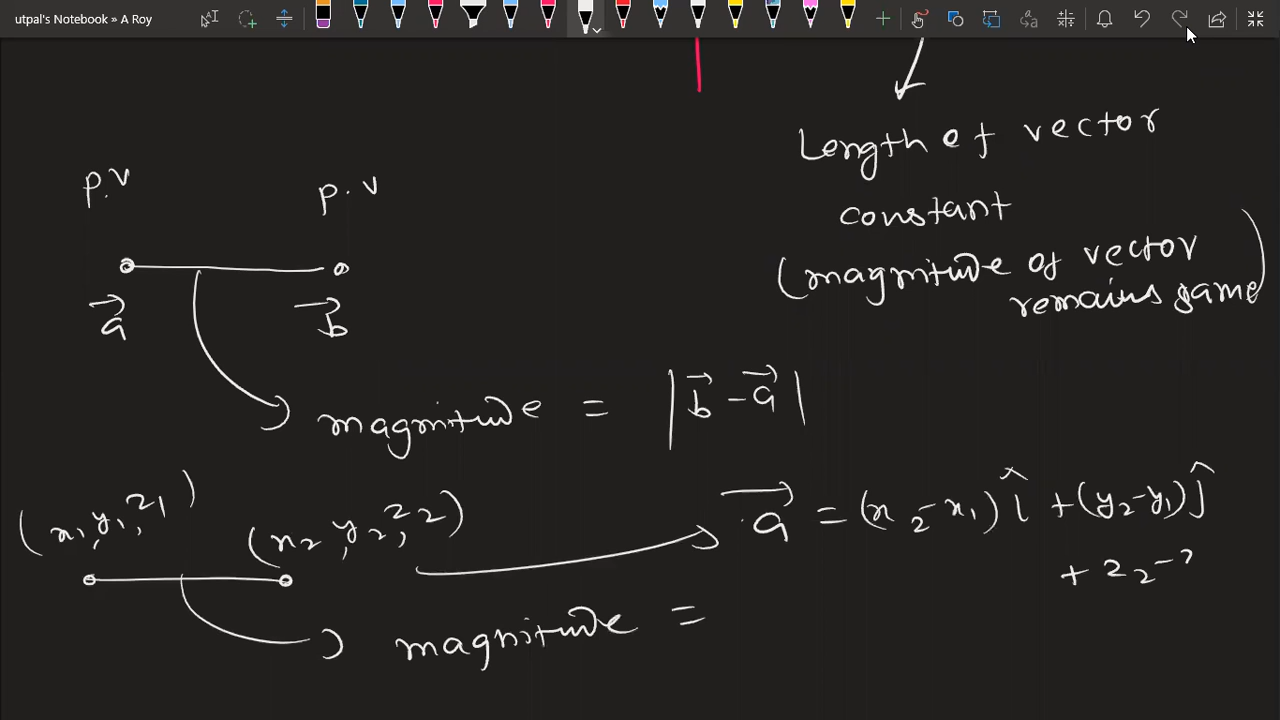 utpal's Notebook » A Roy
Length of vector
constant
(magnitude of vector
remains same)
p.v p.v
a⃗ b⃗
magnitude = |b⃗ - a⃗|
(x₁, y₁, z₁) (x₂, y₂, z₂) a⃗ = (x₂-x₁)î + (y₂-y₁)ĵ
+ z₂ -
magnitude =